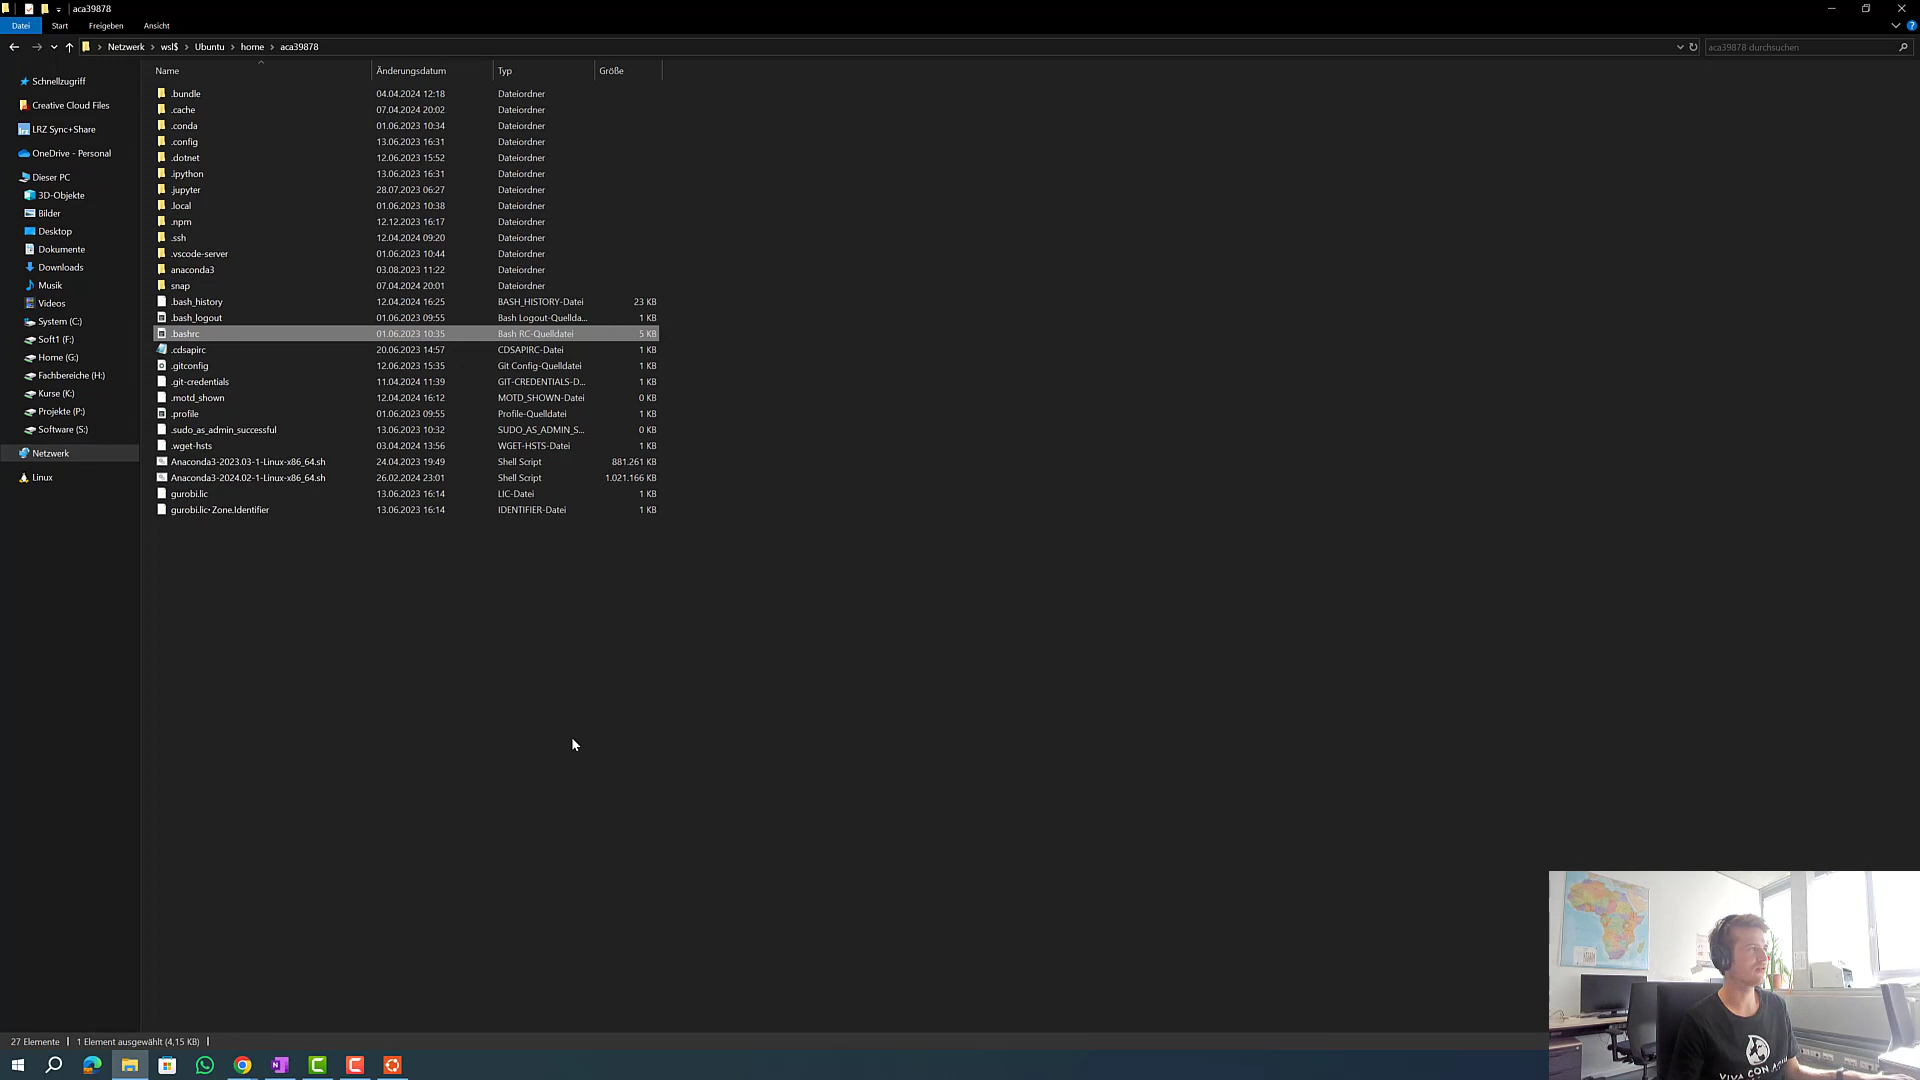 aca39878
Datei Start Freigeben Ansicht
Netzwerk wsl$ Ubuntu home aca39878
aca39878 durchsuchen
Schnellzugriff
Creative Cloud Files
LRZ Sync+Share
OneDrive - Personal
Dieser PC
3D-Objekte
Bilder
Desktop
Dokumente
Downloads
Musik
Videos
System (C:)
Soft1 (F:)
Home (G:)
Fachbereiche (H:)
Kurse (K:)
Projekte (P:)
Software (S:)
Netzwerk
Linux
Name Änderungsdatum Typ Größe
.bundle 04.04.2024 12:18 Dateiordner
.cache 07.04.2024 20:02 Dateiordner
.conda 01.06.2023 10:34 Dateiordner
.config 13.06.2023 16:31 Dateiordner
.dotnet 12.06.2023 15:52 Dateiordner
.ipython 13.06.2023 16:31 Dateiordner
.jupyter 28.07.2023 06:27 Dateiordner
.local 01.06.2023 10:38 Dateiordner
.npm 12.12.2023 16:17 Dateiordner
.ssh 12.04.2024 09:20 Dateiordner
.vscode-server 01.06.2023 10:44 Dateiordner
anaconda3 03.08.2023 11:22 Dateiordner
snap 07.04.2024 20:01 Dateiordner
.bash_history 12.04.2024 16:25 BASH_HISTORY-Datei 23 KB
.bash_logout 01.06.2023 09:55 Bash Logout-Quellda... 1 KB
.bashrc 01.06.2023 10:35 Bash RC-Quelldatei 5 KB
.cdsapirc 20.06.2023 14:57 CDSAPIRC-Datei 1 KB
.gitconfig 12.06.2023 15:35 Git Config-Quelldatei 1 KB
.git-credentials 11.04.2024 11:39 GIT-CREDENTIALS-D... 1 KB
.motd_shown 12.04.2024 16:12 MOTD_SHOWN-Datei 0 KB
.profile 01.06.2023 09:55 Profile-Quelldatei 1 KB
.sudo_as_admin_successful 13.06.2023 10:32 SUDO_AS_ADMIN_S... 0 KB
.wget-hsts 03.04.2024 13:56 WGET-HSTS-Datei 1 KB
Anaconda3-2023.03-1-Linux-x86_64.sh 24.04.2023 19:49 Shell Script 881.261 KB
Anaconda3-2024.02-1-Linux-x86_64.sh 26.02.2024 23:01 Shell Script 1.021.166 KB
gurobi.lic 13.06.2023 16:14 LIC-Datei 1 KB
gurobi.lic·Zone.Identifier 13.06.2023 16:14 IDENTIFIER-Datei 1 KB
27 Elemente 1 Element ausgewählt (4,15 KB)
VIVA CON AGUA